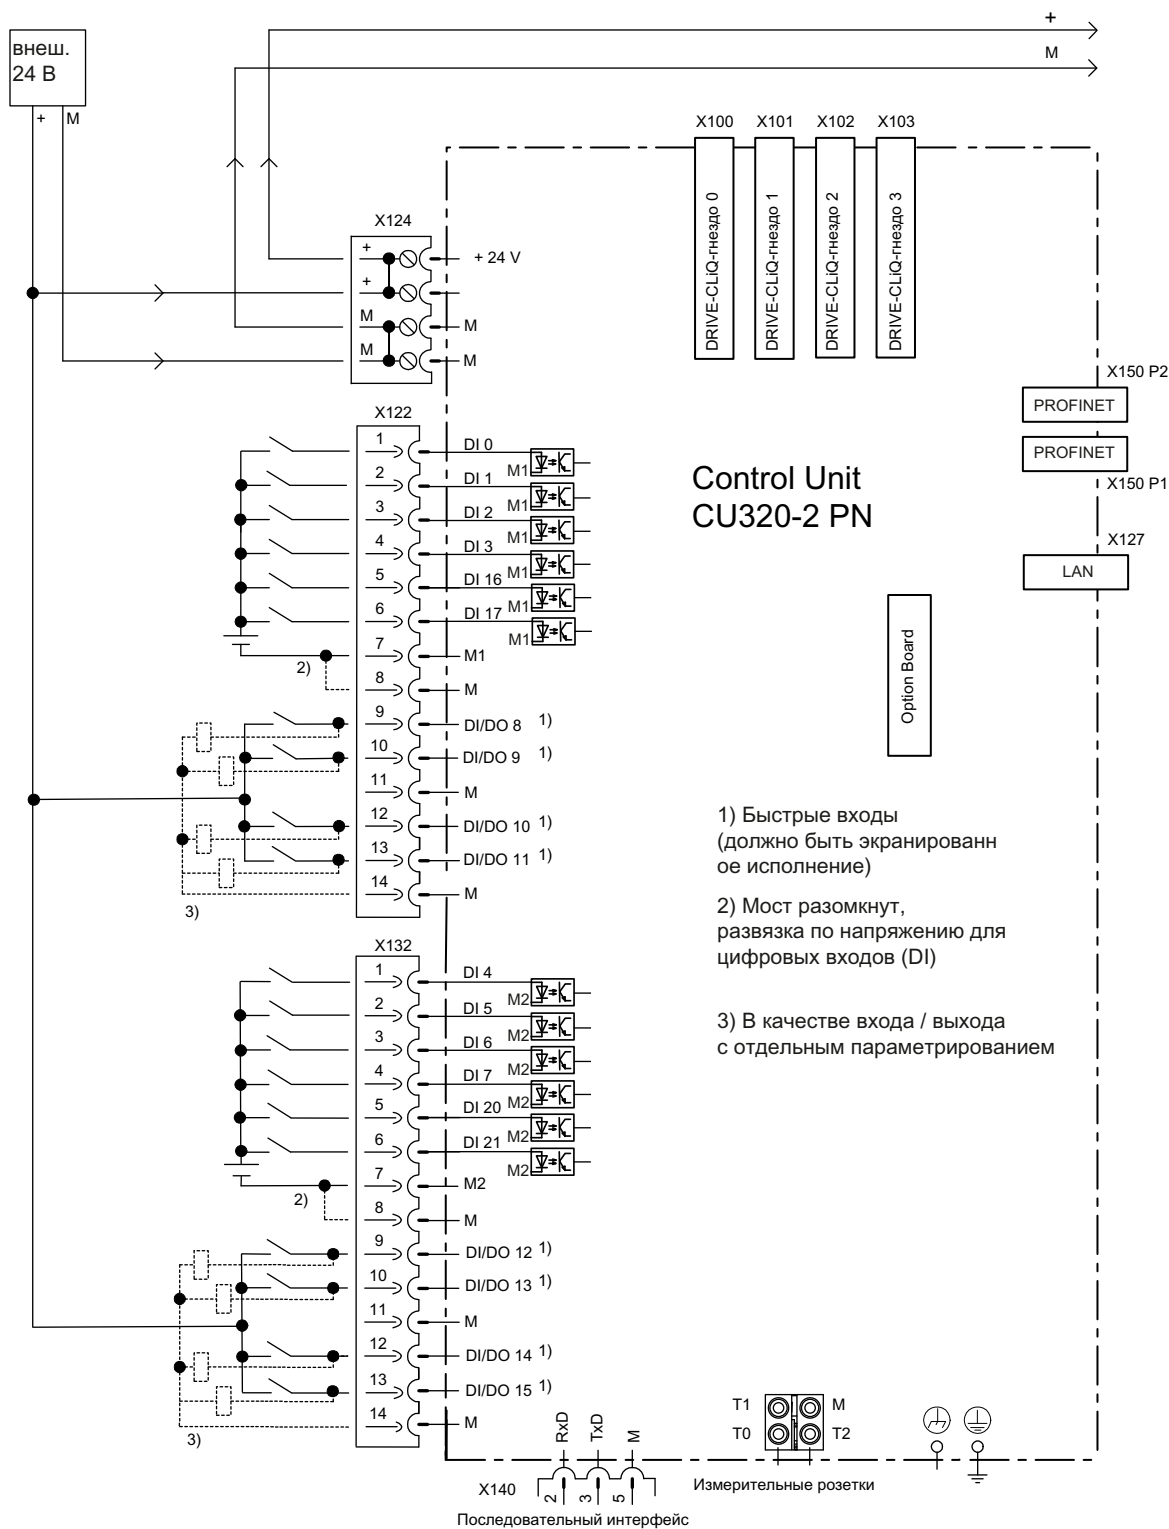 +
M
внеш.
24 В
+ M
X100 X101 X102 X103
DRIVE-CLiQ-гнездо 0
DRIVE-CLiQ-гнездо 1
DRIVE-CLiQ-гнездо 2
DRIVE-CLiQ-гнездо 3
X124
+ + 24 V
+
M M
M M
X150 P2
PROFINET
PROFINET
X150 P1
X127
LAN
Control Unit
CU320-2 PN
Option Board
X122
1 DI 0 M1
2 DI 1 M1
3 DI 2 M1
4 DI 3 M1
5 DI 16 M1
6 DI 17 M1
2) 7 M1
8 M
9 DI/DO 8 1)
10 DI/DO 9 1)
11 M
12 DI/DO 10 1)
13 DI/DO 11 1)
14 M
3)
1) Быстрые входы
(должно быть экранированн
ое исполнение)
2) Мост разомкнут,
развязка по напряжению для
цифровых входов (DI)
3) В качестве входа / выхода
с отдельным параметрированием
X132
1 DI 4 M2
2 DI 5 M2
3 DI 6 M2
4 DI 7 M2
5 DI 20 M2
6 DI 21 M2
2) 7 M2
8 M
9 DI/DO 12 1)
10 DI/DO 13 1)
11 M
12 DI/DO 14 1)
13 DI/DO 15 1)
14 M
3)
RxD TxD M
X140 2 3 5
Последовательный интерфейс
T1 M
T0 T2
Измерительные розетки